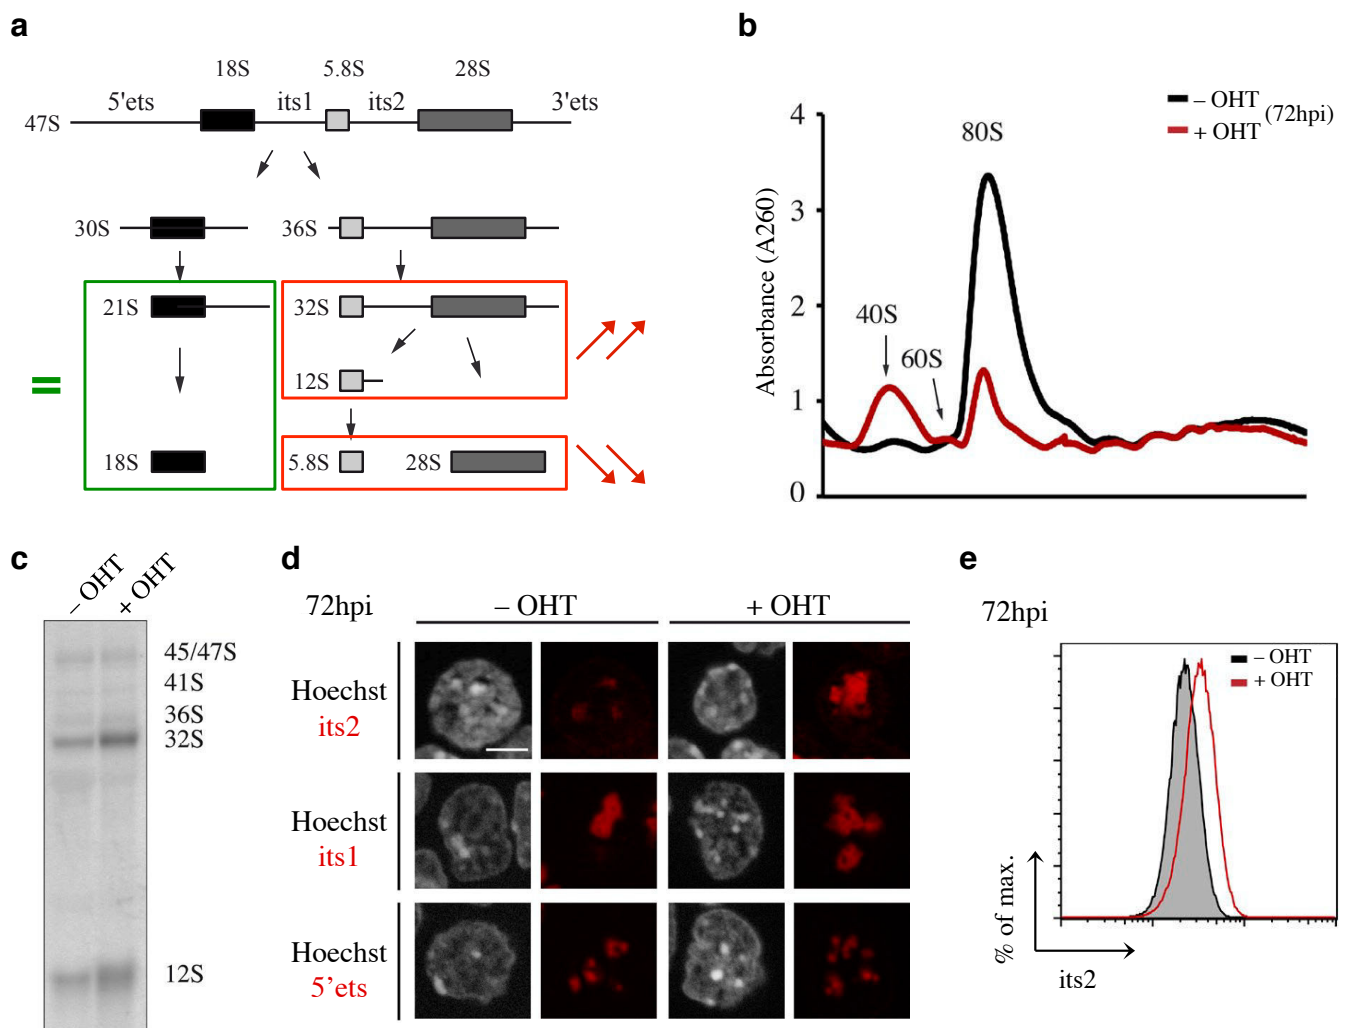 a
18S 5.8S 28S
5'ets its1 its2 3'ets
47S
30S 36S
21S 32S
12S
=
18S 5.8S 28S
b
– OHT
+ OHT
(72hpi)
Absorbance (A260)
4
3
2
1
0
80S
40S
60S
c
– OHT
+ OHT
45/47S
41S
36S
32S
12S
d
72hpi – OHT + OHT
Hoechst
its2
Hoechst
its1
Hoechst
5’ets
e
72hpi
– OHT
+ OHT
% of max.
its2